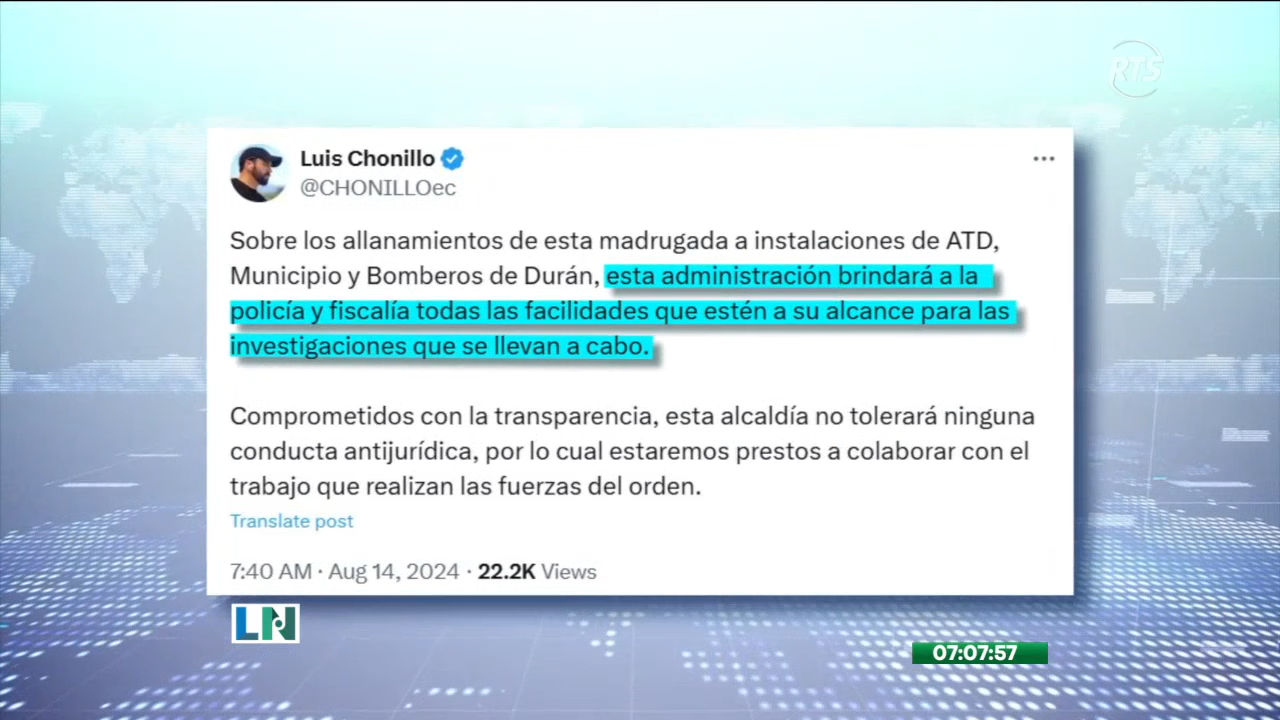 RTS
Luis Chonillo
@CHONILLOec
Sobre los allanamientos de esta madrugada a instalaciones de ATD,
Municipio y Bomberos de Durán, esta administración brindará a la
policía y fiscalía todas las facilidades que estén a su alcance para las
investigaciones que se llevan a cabo.
Comprometidos con la transparencia, esta alcaldía no tolerará ninguna
conducta antijurídica, por lo cual estaremos prestos a colaborar con el
trabajo que realizan las fuerzas del orden.
Translate post
7:40 AM · Aug 14, 2024 · 22.2K Views
LN
07:07:57